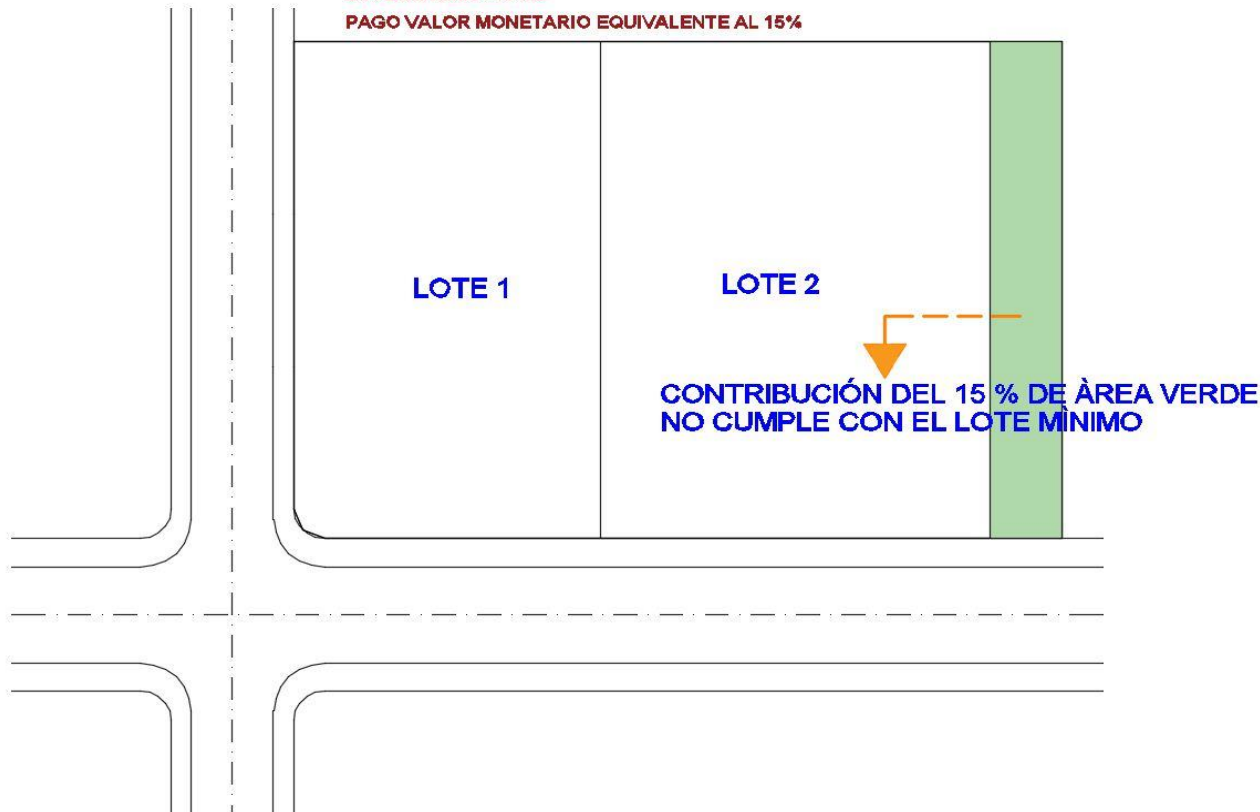 PAGO VALOR MONETARIO EQUIVALENTE AL 15%
LOTE 1
LOTE 2
CONTRIBUCIÓN DEL 15 % DE ÀREA VERDE
NO CUMPLE CON EL LOTE MÌNIMO